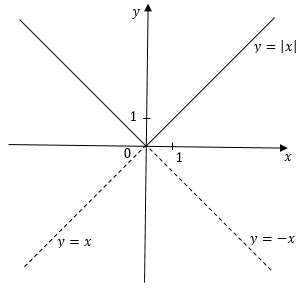 y
y = |x|
1
0
1
x
y = x
y = −x